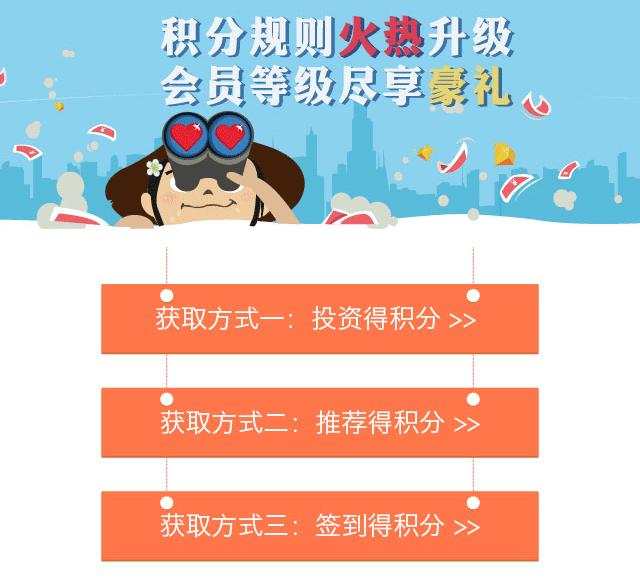 积分规则火热升级
会员等级尽享豪礼
获取方式一：投资得积分 >>
获取方式二：推荐得积分 >>
获取方式三：签到得积分 >>